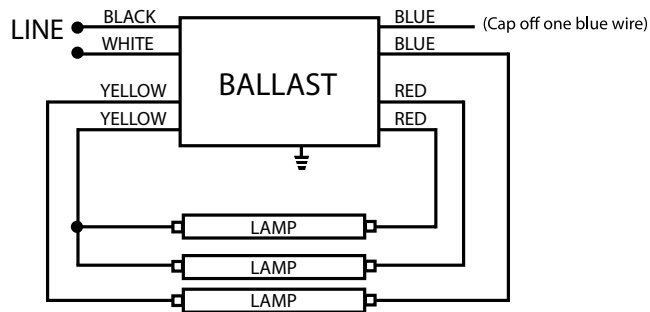 BLACK
BLUE
(Cap off one blue wire)
LINE
WHITE
BLUE
YELLOW
BALLAST
RED
YELLOW
RED
LAMP
LAMP
LAMP